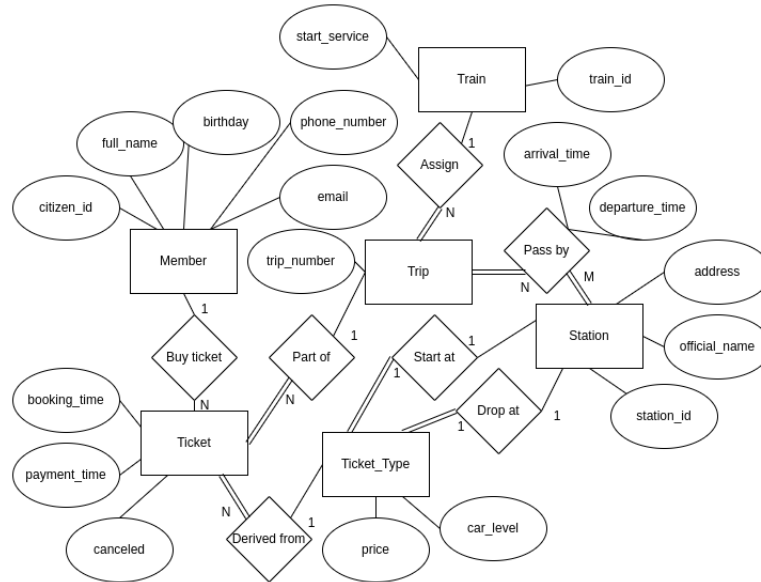 start_service
Train
train_id
birthday
phone_number
full_name
1
arrival_time
Assign
departure_time
email
citizen_id
N
Pass by
Member
trip_number
Trip
address
N
M
1
Station
official_name
Buy ticket
Part of
1
Start at
1
1
station_id
booking_time
N
N
Drop at
1
1
Ticket
Ticket_Type
payment_time
N
1
car_level
canceled
Derived from
price